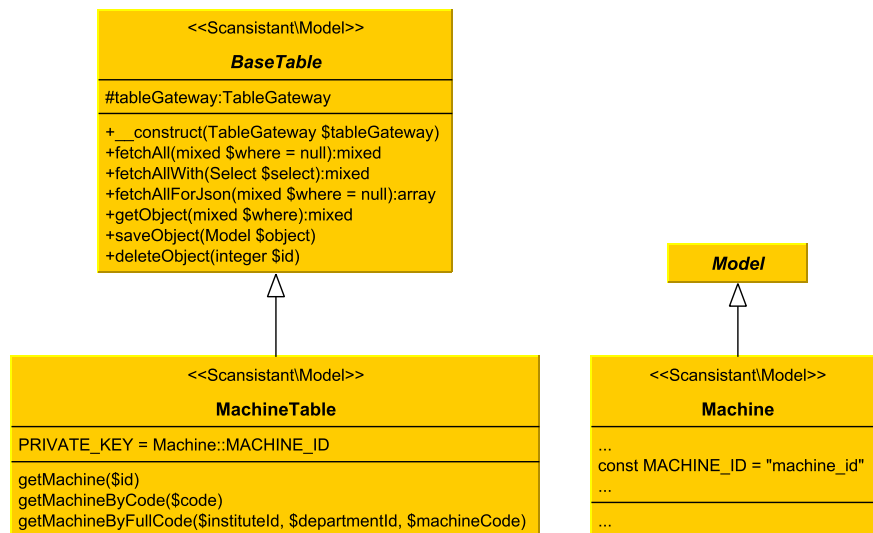 <<Scansistant\Model>>
BaseTable
#tableGateway:TableGateway
+__construct(TableGateway $tableGateway)
+fetchAll(mixed $where = null):mixed
+fetchAllWith(Select $select):mixed
+fetchAllForJson(mixed $where = null):array
+getObject(mixed $where):mixed
+saveObject(Model $object)
+deleteObject(integer $id)
Model
<<Scansistant\Model>>
MachineTable
PRIVATE_KEY = Machine::MACHINE_ID
getMachine($id)
getMachineByCode($code)
getMachineByFullCode($instituteId, $departmentId, $machineCode)
<<Scansistant\Model>>
Machine
...
const MACHINE_ID = "machine_id"
...
...